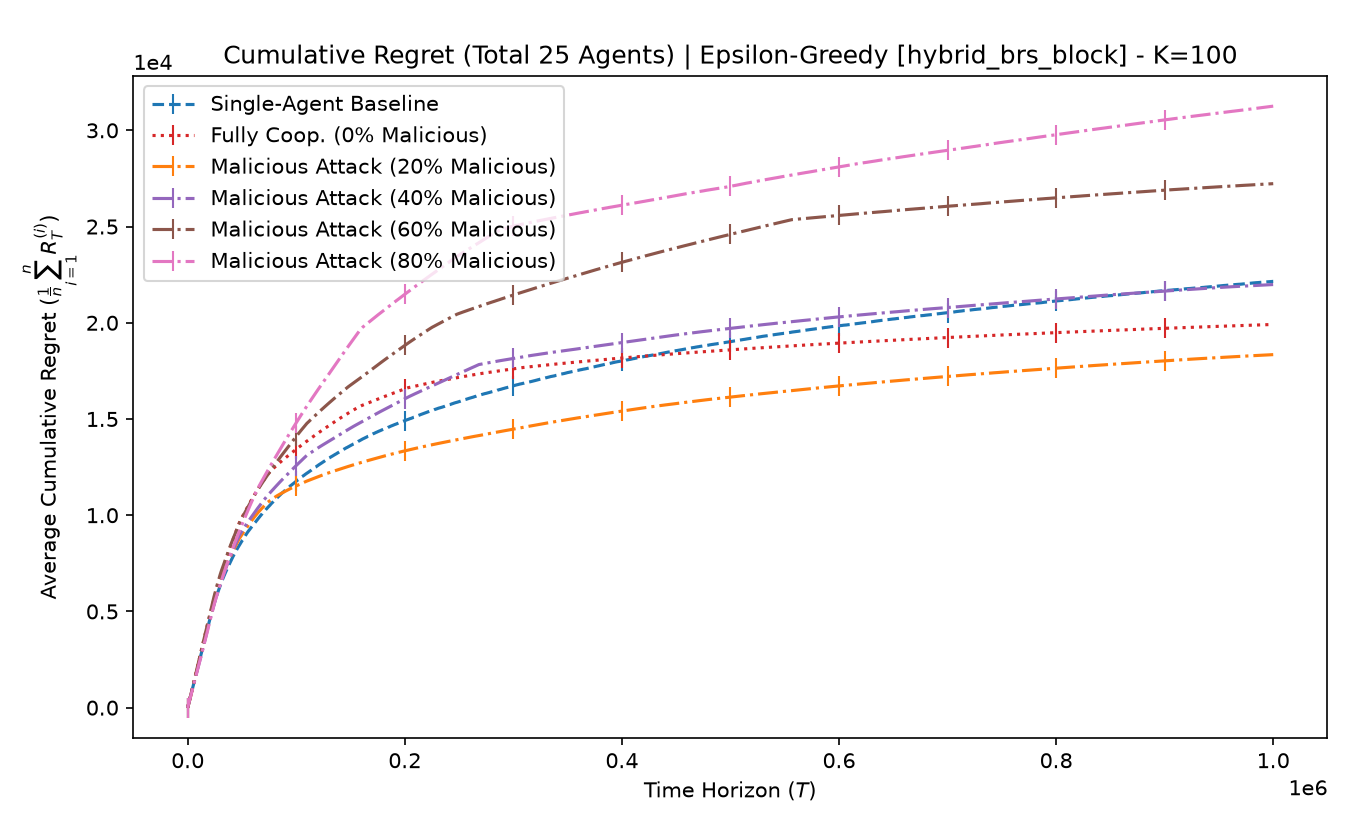 Cumulative Regret (Total 25 Agents) | Epsilon-Greedy [hybrid_brs_block] - K=100
1e4
Single-Agent Baseline
Fully Coop. (0% Malicious)
Malicious Attack (20% Malicious)
Malicious Attack (40% Malicious)
Malicious Attack (60% Malicious)
Malicious Attack (80% Malicious)
Average Cumulative Regret ($\frac{1}{n}\sum_{i=1}^{n} R_T^{(i)}$)
3.0
2.5
2.0
1.5
1.0
0.5
0.0
0.0 0.2 0.4 0.6 0.8 1.0
1e6
Time Horizon (T)